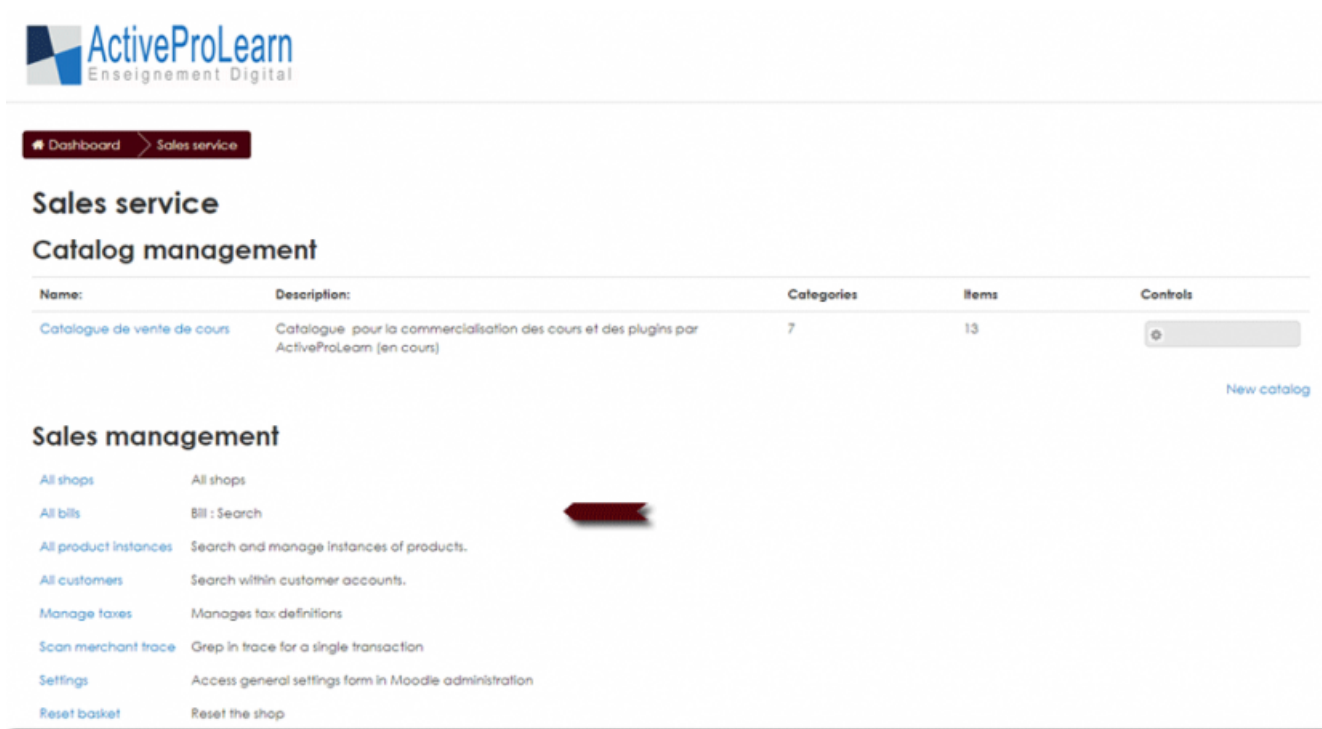 ActiveProLearn
Enseignement Digital
Dashboard Sales service
Sales service
Catalog management
Name: Description: Categories Items Controls
Catalogue de vente de cours Catalogue pour la commercialisation des cours et des plugins par 7 13
ActiveProLearn (en cours)
New catalog
Sales management
All shops All shops
All bills Bill : Search
All product instances Search and manage instances of products.
All customers Search within customer accounts.
Manage taxes Manages tax definitions
Scan merchant trace Grep in trace for a single transaction
Settings Access general settings form in Moodle administration
Reset basket Reset the shop